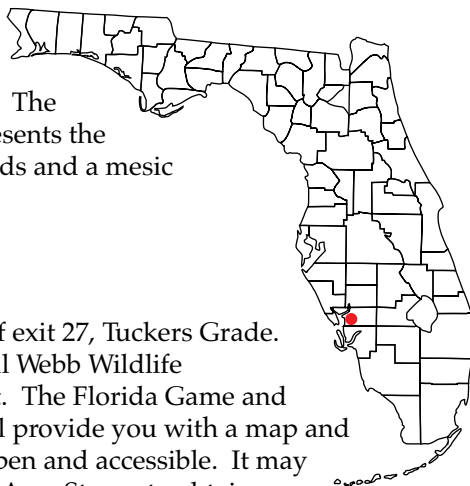 The
esents the
ds and a mesic
f exit 27, Tuckers Grade.
l Webb Wildlife
. The Florida Game and
l provide you with a map and
pen and accessible. It may